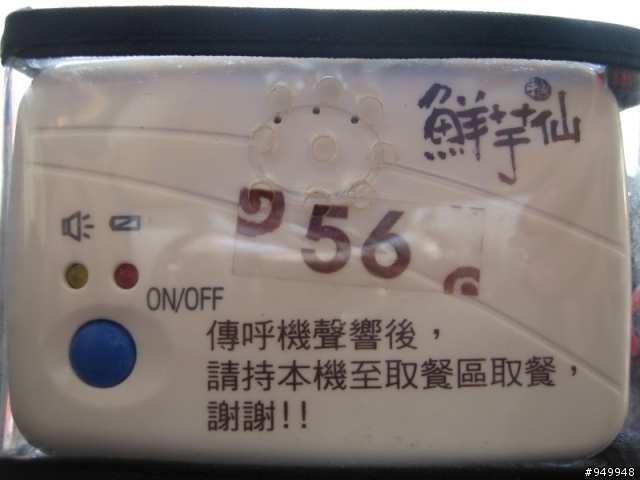 鮮芋仙
56
ON/OFF
傳呼機聲響後，
請持本機至取餐區取餐，
謝謝!!
#949948